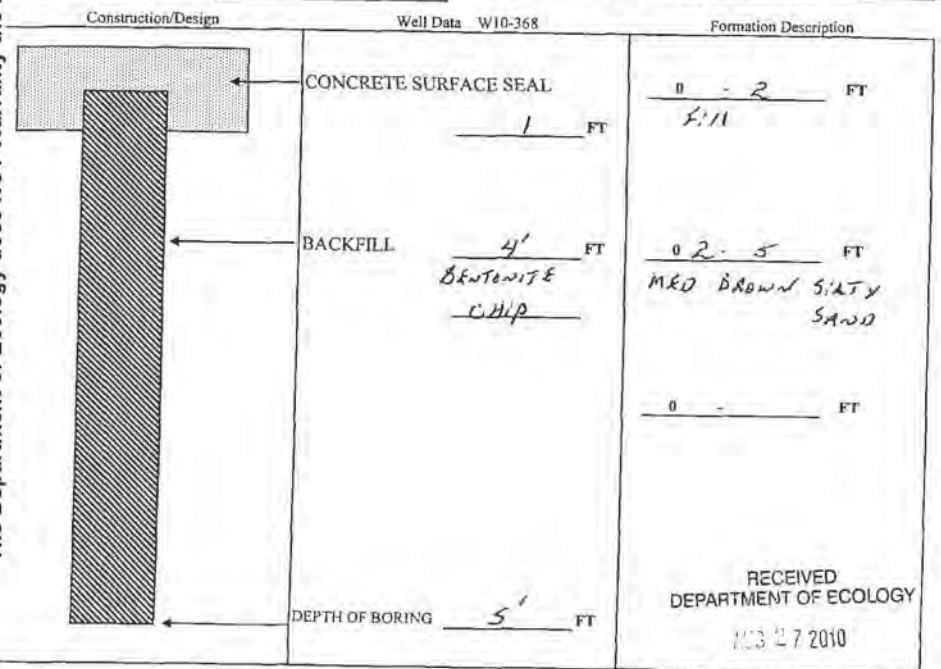 Construction/Design
Well Data W10-368
Formation Description
CONCRETE SURFACE SEAL
1 FT
BACKFILL 4' FT
BENTONITE
CHIP
DEPTH OF BORING 5' FT
0 - 2 FT
Fill
0 2 - 5 FT
MED BROWN SILTY
SAND
0 - FT
RECEIVED
DEPARTMENT OF ECOLOGY
27 2010